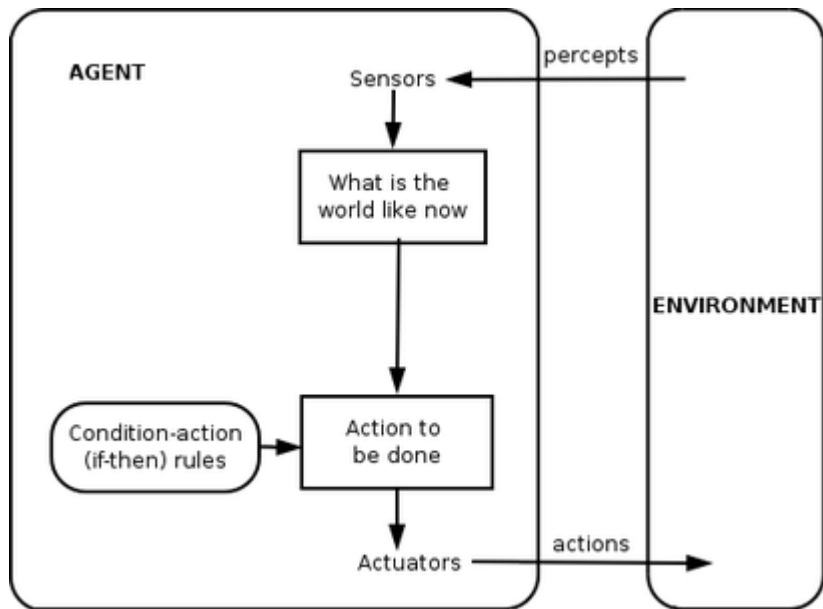 AGENT
percepts
Sensors
What is the
world like now
ENVIRONMENT
Condition-action
(if-then) rules
Action to
be done
actions
Actuators